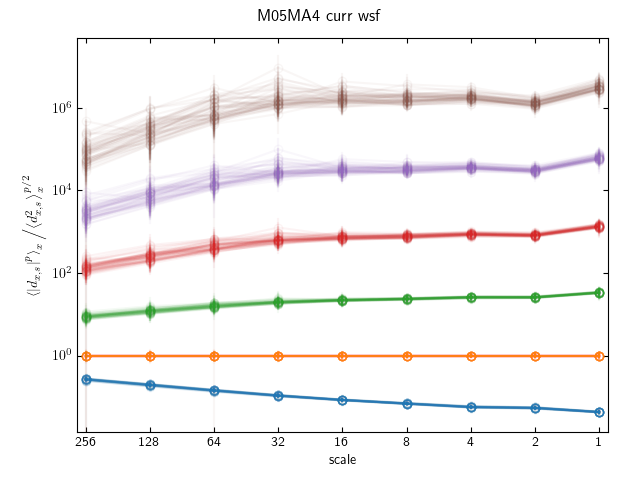 M05MA4 curr wsf
⟨|d_{x,s}|^p⟩_x / ⟨d_{x,s}^2⟩_x^{p/2}
10^6
10^4
10^2
10^0
256 128 64 32 16 8 4 2 1
scale